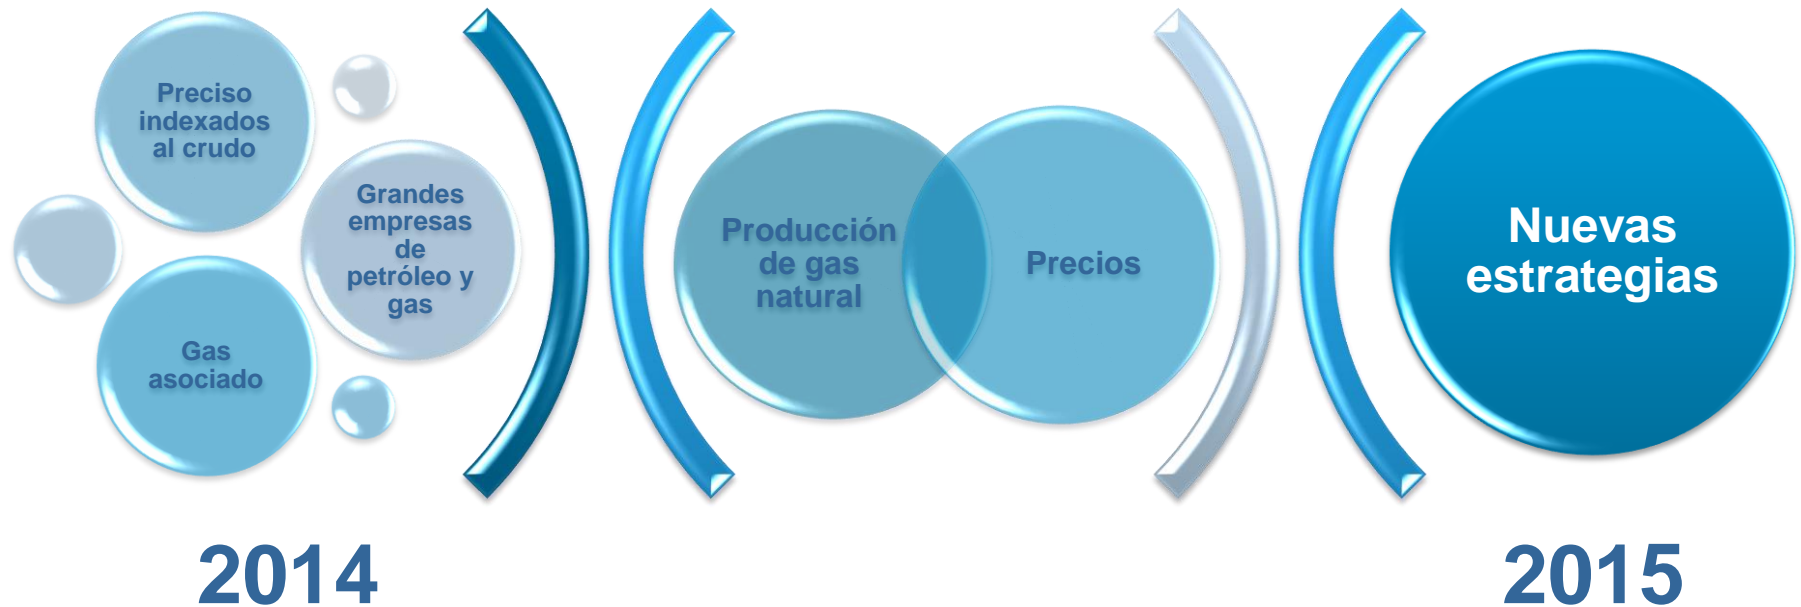 Preciso
indexados
al crudo
Grandes
empresas
de
petróleo y
gas
Gas
asociado
Producción
de gas
natural
Precios
Nuevas
estrategias
2014
2015